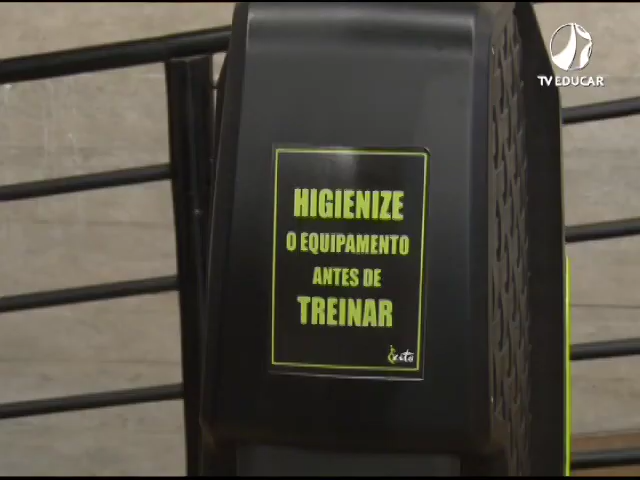 TV EDUCAR
HIGIENIZE
O EQUIPAMENTO
ANTES DE
TREINAR